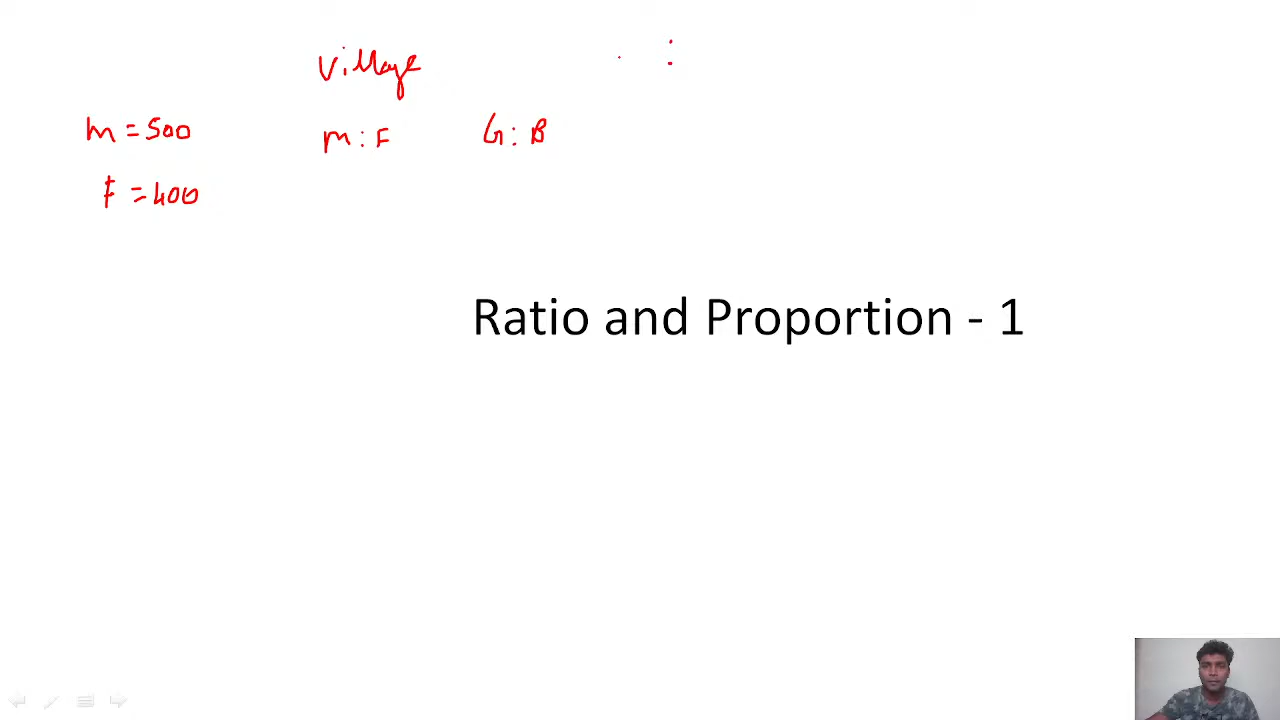 Village
:
m = 500
m : F
G : B
F = 400
Ratio and Proportion - 1